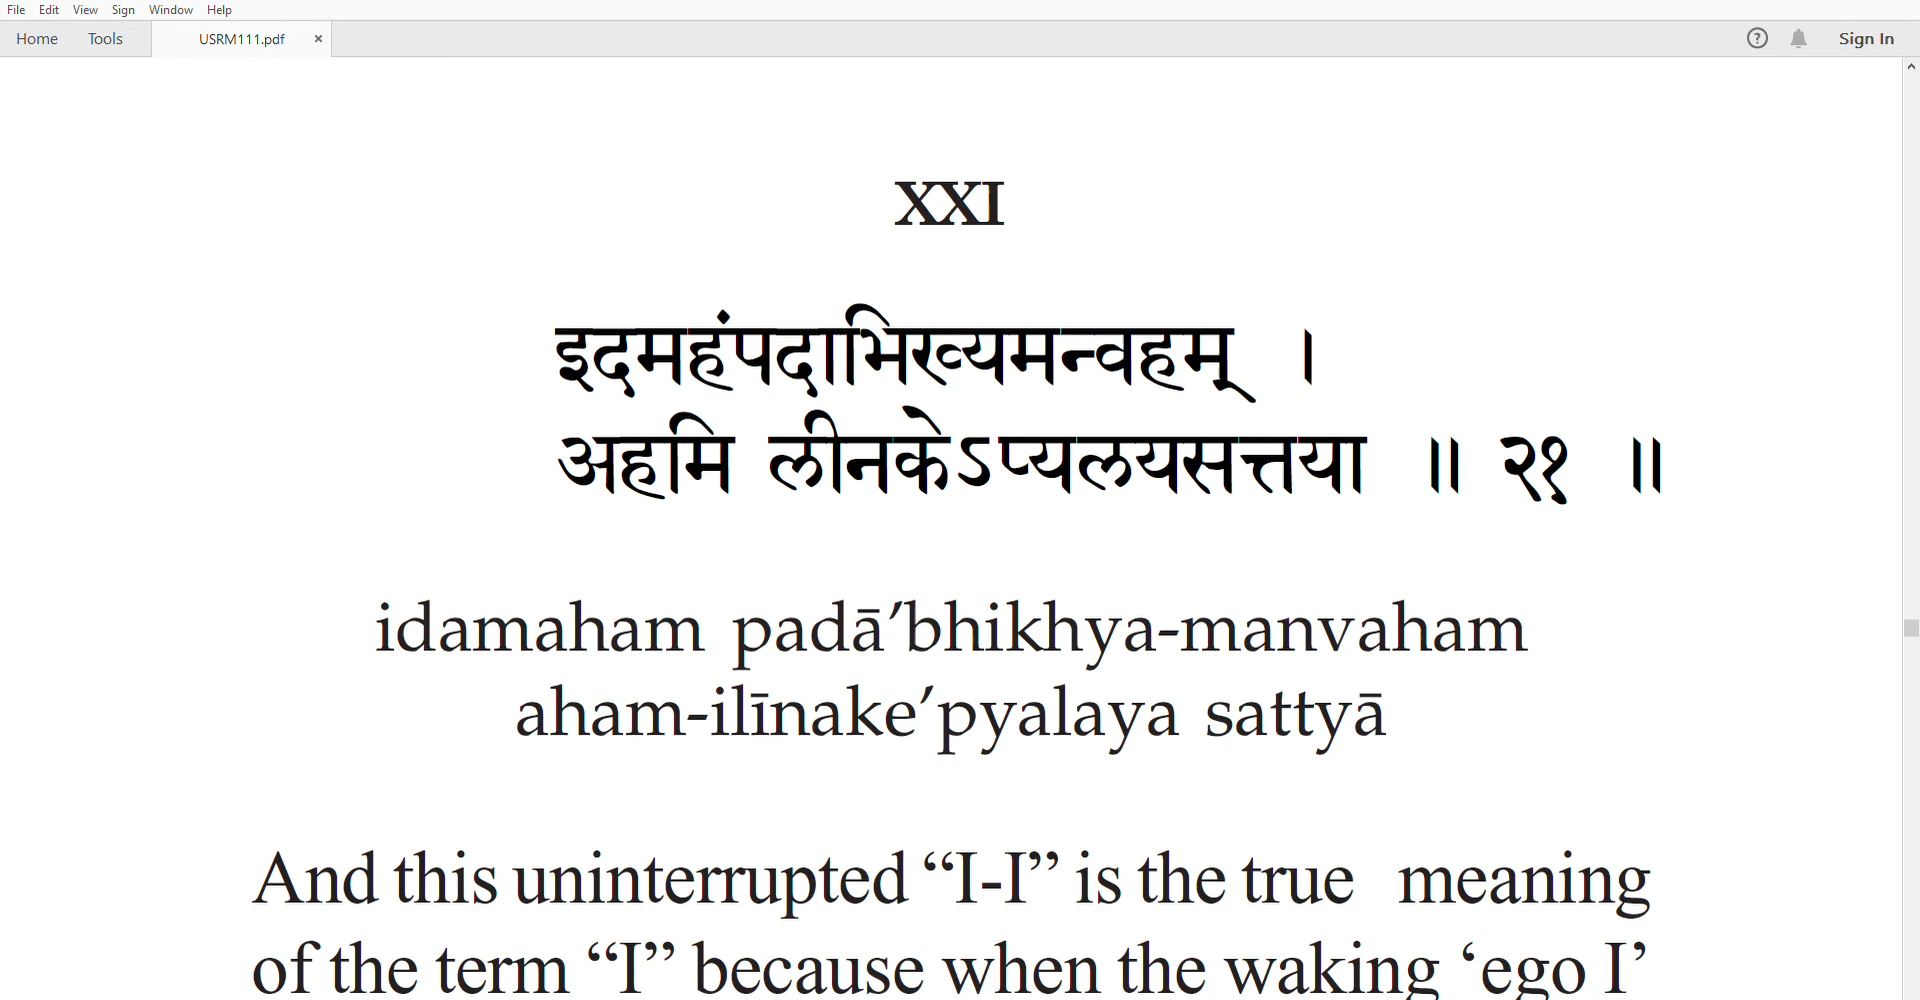 File Edit View Sign Window Help
Home Tools USRM111.pdf × ? Sign In
XXI
इदमहंपदाभिख्यमन्वहम् ।
अहमि लीनकेऽप्यलयसत्तया ॥ २१ ॥
idamaham padā’bhikhya-manvaham
aham-ilīnake’pyalaya sattyā
And this uninterrupted “I-I” is the true meaning
of the term “I” because when the waking ‘ego I’